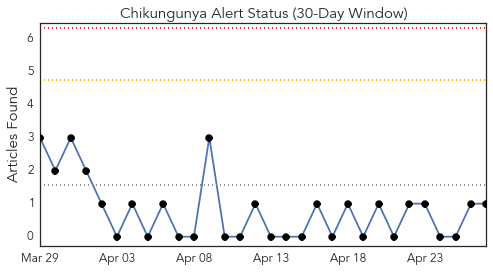 Chikungunya Alert Status (30-Day Window)
Articles Found
6
5
4
3
2
1
0
Mar 29 Apr 03 Apr 08 Apr 13 Apr 18 Apr 23